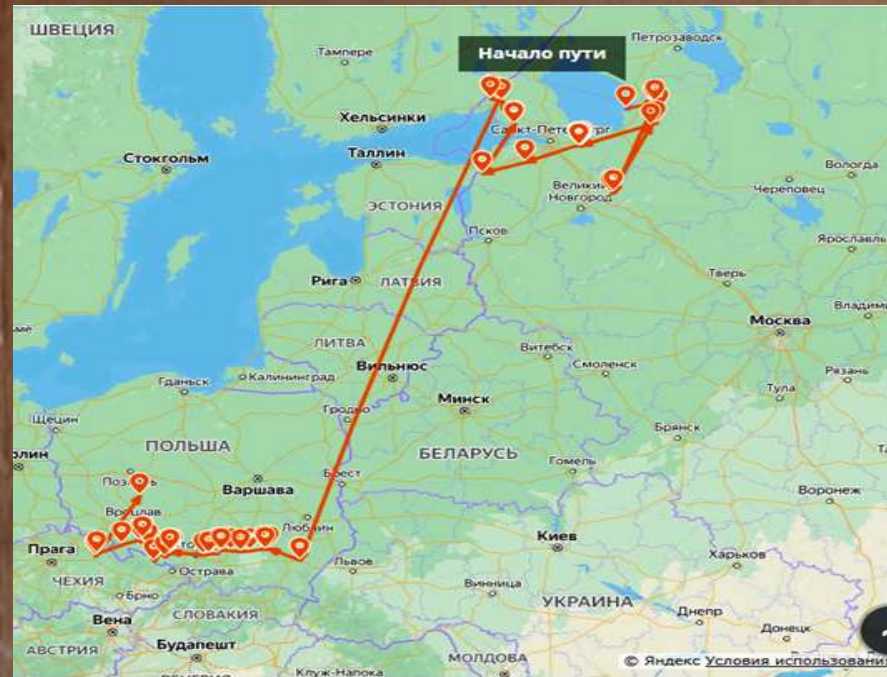 ШВЕЦИЯ
Петрозаводск
Тампере
Начало пути
Хельсинки
Санкт-Петербург
Стокгольм
Таллин
Вологда
Великий
Новгород
Череповец
ЭСТОНИЯ
Псков
Ярославль
Тверь
Рига
ЛАТВИЯ
Владими
Москва
ЛИТВА
Витебск
Вильнюс
Смоленск
Рязань
Гданьск
Калининград
Минск
Тула
Гродно
Щецин
Брянск
ПОЛЬША
БЕЛАРУСЬ
олин
Гомель
Брест
Варшава
Воронеж
Вроцлав
Люблин
Киев
Прага
Харьков
Львов
Острава
ЧЕХИЯ
Винница
Брно
УКРАИНА
СЛОВАКИЯ
Днепр
Вена
Донецк
АВСТРИЯ
Будапешт
МОЛДОВА
© Яндекс Условия использования
Клуж-Напока